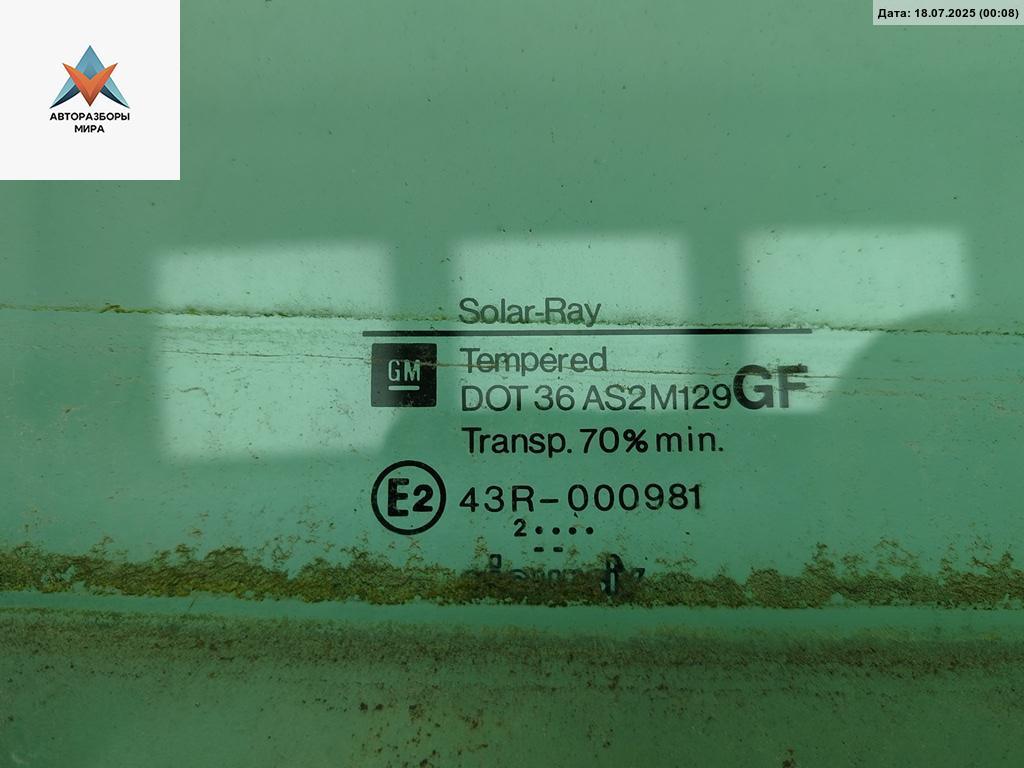 Дата: 18.07.2025 (00:08)
АВТОРАЗБОРЫ
МИРА
Solar-Ray
GM
Tempered
DOT 36 AS2 M129 GF
Transp. 70% min.
E2 43R-000981
2····